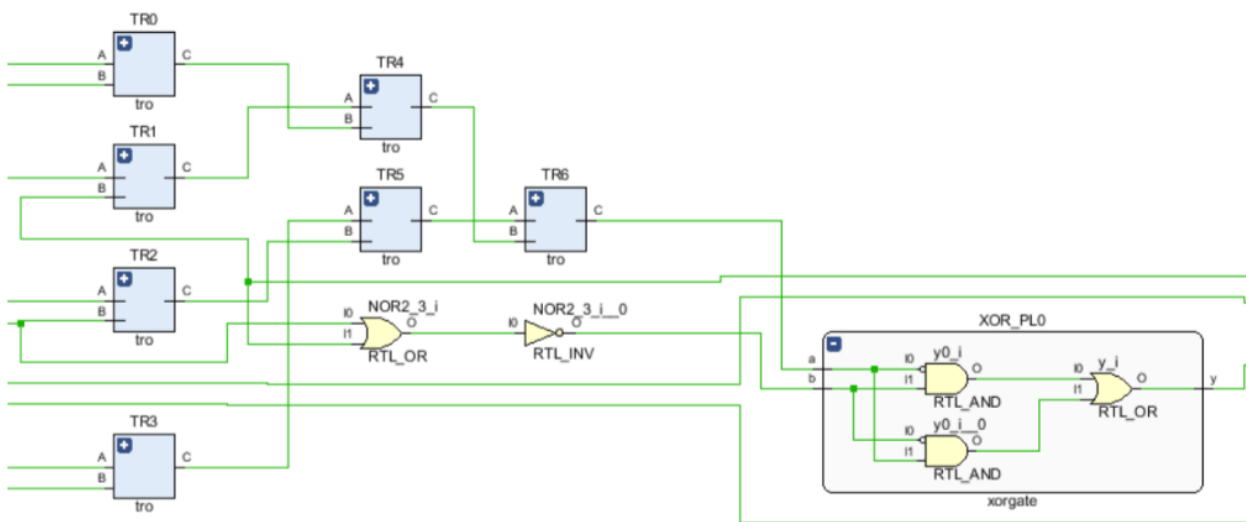 TR0
A
B
C
tro
TR1
A
B
C
tro
TR2
A
B
C
tro
TR3
A
B
C
tro
TR4
A
B
C
tro
TR5
A
B
C
tro
TR6
A
B
C
tro
NOR2_3_i
I0
I1
O
RTL_OR
NOR2_3_i__0
I0
O
RTL_INV
XOR_PL0
a
b
y0_i
I0
I1
O
RTL_AND
y0_i__0
I0
I1
O
RTL_AND
y_i
I0
I1
O
RTL_OR
y
xorgate